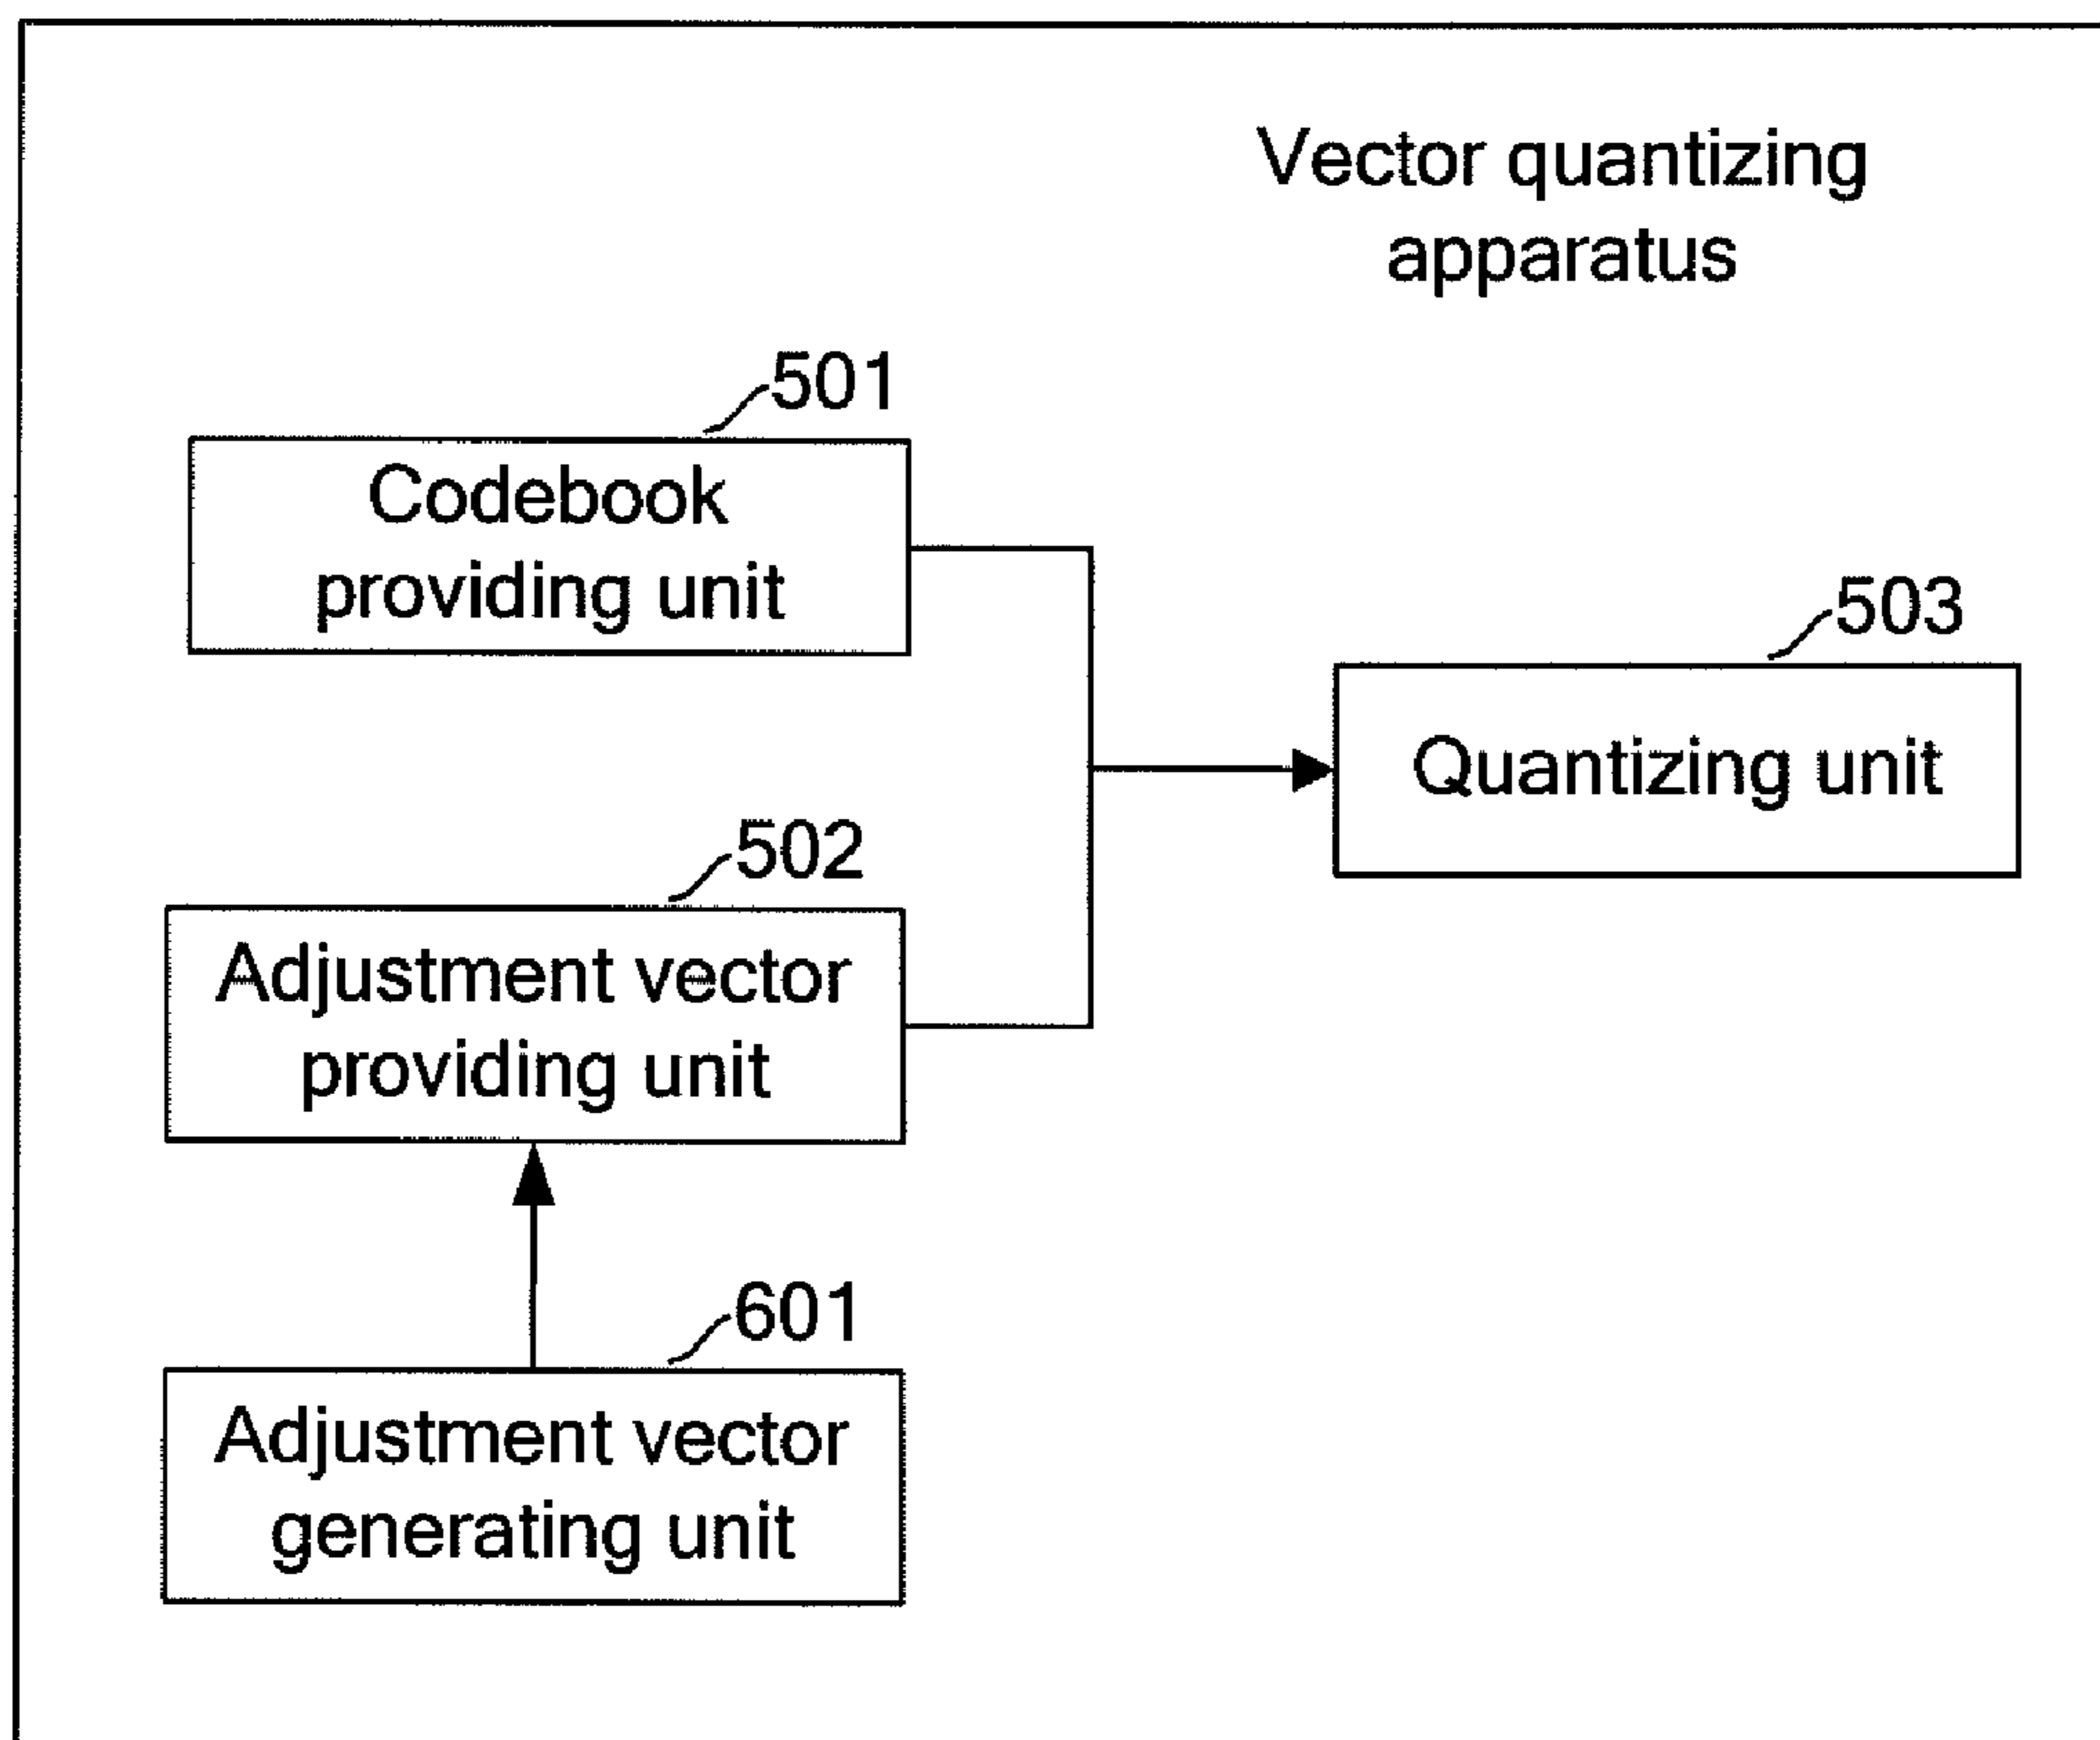 Vector quantizing
apparatus
501
Codebook
providing unit
503
Quantizing unit
502
Adjustment vector
providing unit
601
Adjustment vector
generating unit